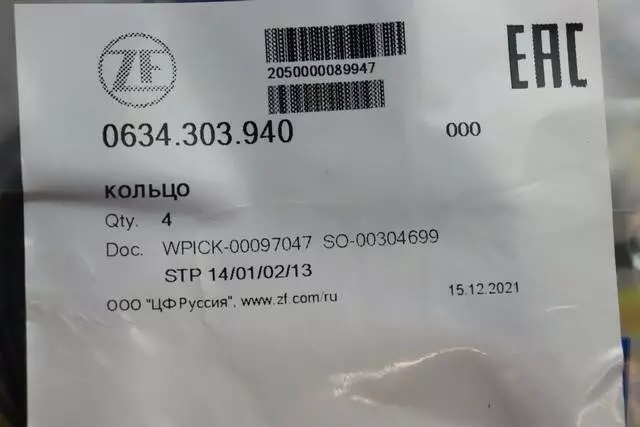 ZF
2050000089947
EAC
0634.303.940 000
КОЛЬЦО
Qty. 4
Doc. WPICK-00097047 SO-00304699
STP 14/01/02/13
ООО "ЦФ Руссия", www.zf.com/ru 15.12.2021